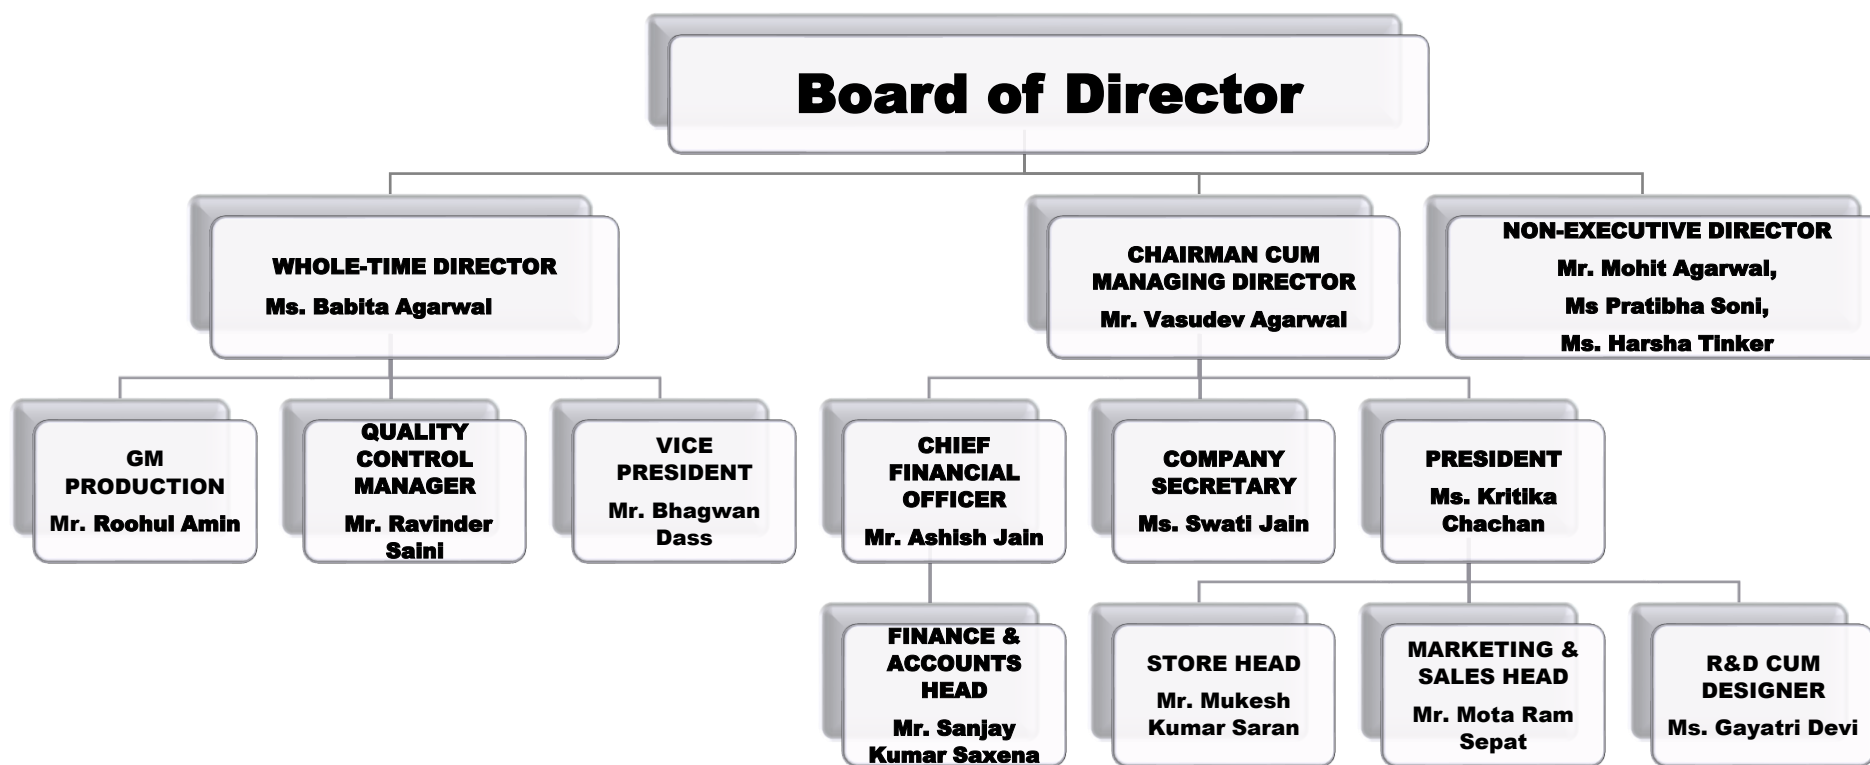 Board of Director
WHOLE-TIME DIRECTOR
Ms. Babita Agarwal
CHAIRMAN CUM
MANAGING DIRECTOR
Mr. Vasudev Agarwal
NON-EXECUTIVE DIRECTOR
Mr. Mohit Agarwal,
Ms Pratibha Soni,
Ms. Harsha Tinker
GM
PRODUCTION
Mr. Roohul Amin
QUALITY
CONTROL
MANAGER
Mr. Ravinder
Saini
VICE
PRESIDENT
Mr. Bhagwan
Dass
CHIEF
FINANCIAL
OFFICER
Mr. Ashish Jain
COMPANY
SECRETARY
Ms. Swati Jain
PRESIDENT
Ms. Kritika
Chachan
FINANCE &
ACCOUNTS
HEAD
Mr. Sanjay
Kumar Saxena
STORE HEAD
Mr. Mukesh
Kumar Saran
MARKETING &
SALES HEAD
Mr. Mota Ram
Sepat
R&D CUM
DESIGNER
Ms. Gayatri Devi